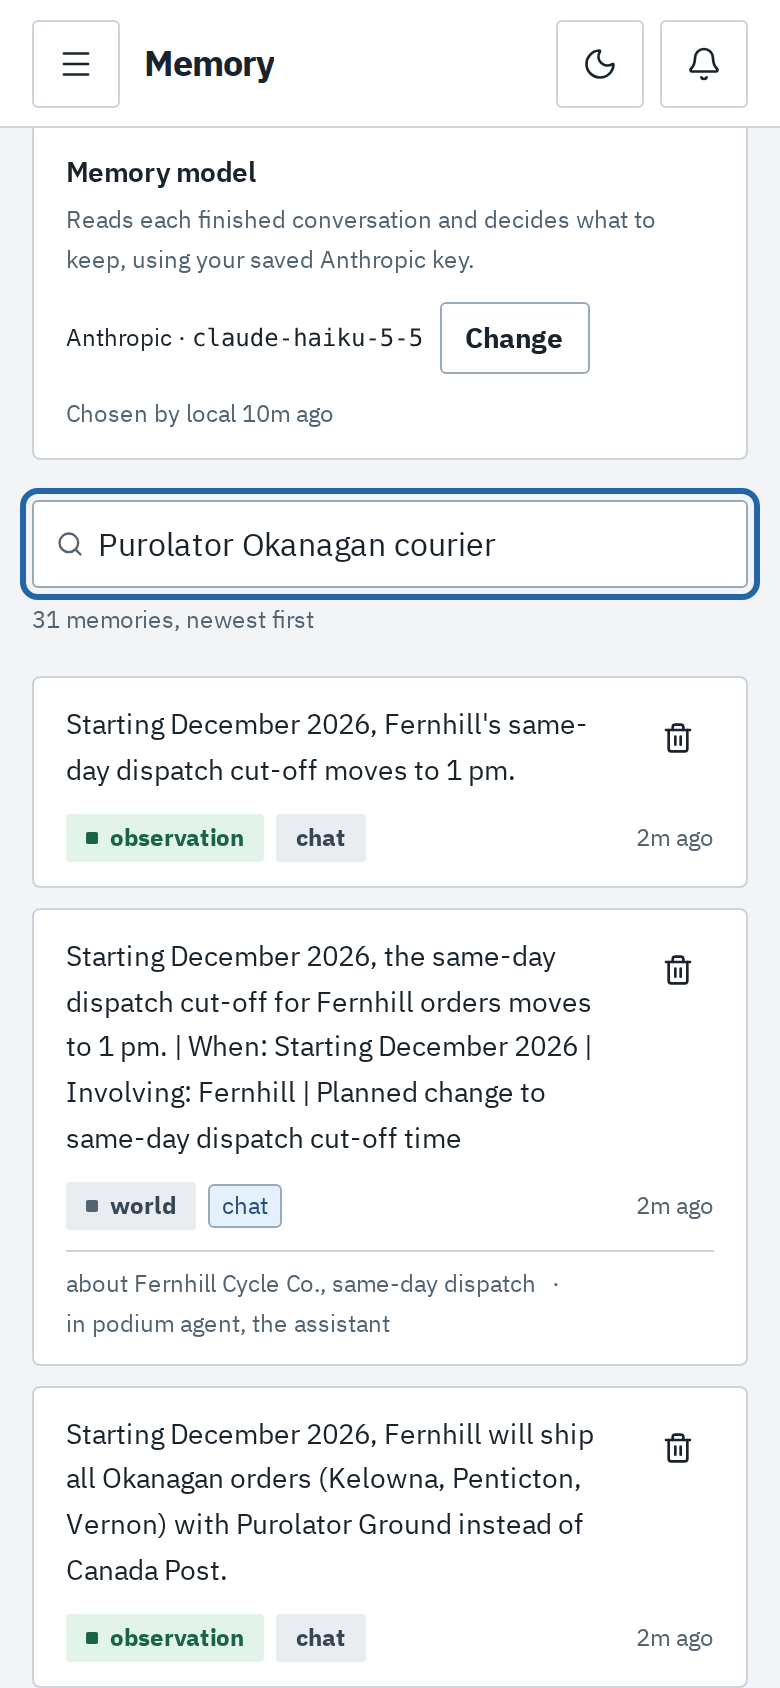 Memory
Memory model
Reads each finished conversation and decides what to
keep, using your saved Anthropic key.
Anthropic · claude-haiku-5-5 Change
Chosen by local 10m ago
Purolator Okanagan courier
31 memories, newest first
Starting December 2026, Fernhill's same-
day dispatch cut-off moves to 1 pm.
observation chat 2m ago
Starting December 2026, the same-day
dispatch cut-off for Fernhill orders moves
to 1 pm. | When: Starting December 2026 |
Involving: Fernhill | Planned change to
same-day dispatch cut-off time
world chat 2m ago
about Fernhill Cycle Co., same-day dispatch ·
in podium agent, the assistant
Starting December 2026, Fernhill will ship
all Okanagan orders (Kelowna, Penticton,
Vernon) with Purolator Ground instead of
Canada Post.
observation chat 2m ago